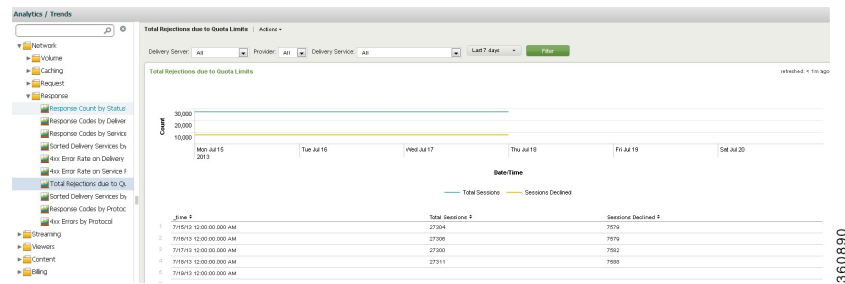 Analytics / Trends
Network
Volume
Caching
Request
Response
Response Count by Status
Response Codes by Deliver
Response Codes by Service
Sorted Delivery Services by
4xx Error Rate on Delivery
4xx Error Rate on Service F
Total Rejections due to Qu
Sorted Delivery Services by
Response Codes by Protoc
4xx Errors by Protocol
Streaming
Viewers
Content
Billing
Total Rejections due to Quota Limits | Actions
Delivery Server: All Provider: All Delivery Service: All Last 7 days Filter
Total Rejections due to Quota Limits refreshed: < 1m ago
Count
30,000
20,000
10,000
Mon Jul 15 Tue Jul 16 Wed Jul 17 Thu Jul 18 Fri Jul 19 Sat Jul 20
2013
Date/Time
Total Sessions Sessions Declined
_time Total Sessions Sessions Declined
1 7/15/13 12:00:00.000 AM 27304 7579
2 7/16/13 12:00:00.000 AM 27306 7579
3 7/17/13 12:00:00.000 AM 27300 7582
4 7/18/13 12:00:00.000 AM 27311
5 7/19/13 12:00:00.000 AM
360890